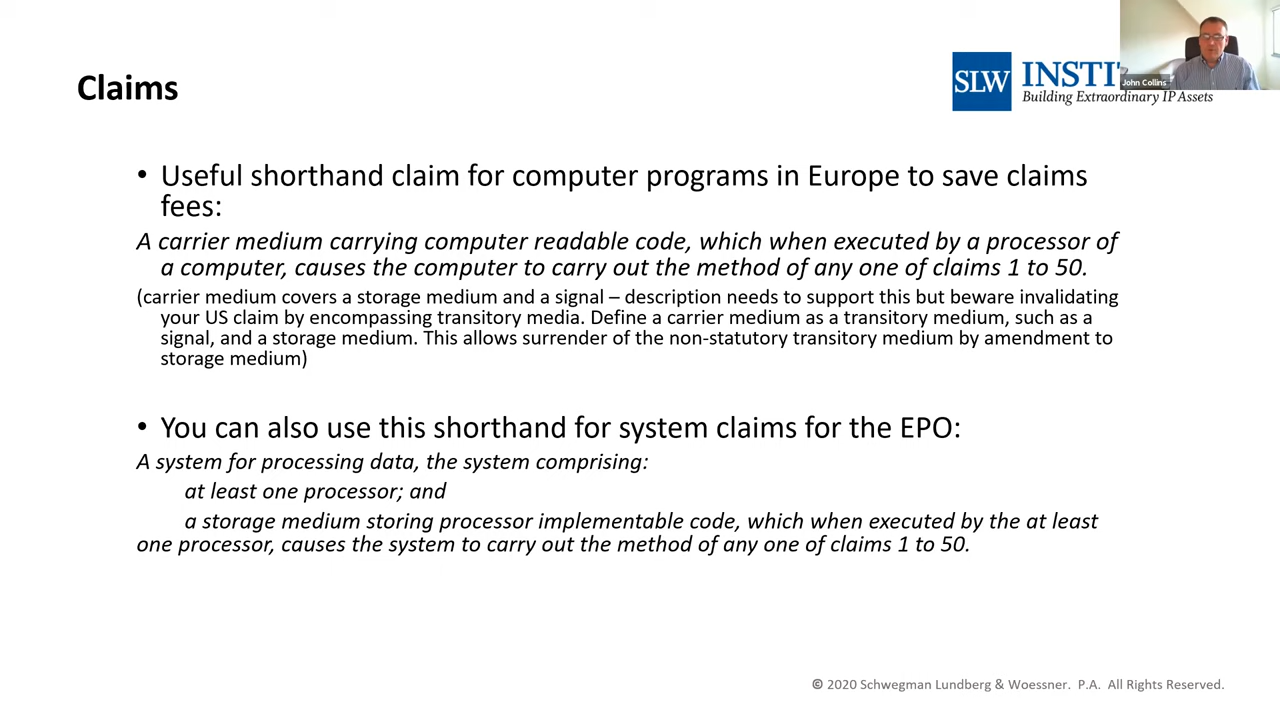 Claims
SLW INSTI
Building Extraordinary IP Assets
John Collins
• Useful shorthand claim for computer programs in Europe to save claims
fees:
A carrier medium carrying computer readable code, which when executed by a processor of
a computer, causes the computer to carry out the method of any one of claims 1 to 50.
(carrier medium covers a storage medium and a signal – description needs to support this but beware invalidating
your US claim by encompassing transitory media. Define a carrier medium as a transitory medium, such as a
signal, and a storage medium. This allows surrender of the non-statutory transitory medium by amendment to
storage medium)
• You can also use this shorthand for system claims for the EPO:
A system for processing data, the system comprising:
at least one processor; and
a storage medium storing processor implementable code, which when executed by the at least
one processor, causes the system to carry out the method of any one of claims 1 to 50.
© 2020 Schwegman Lundberg & Woessner. P.A. All Rights Reserved.